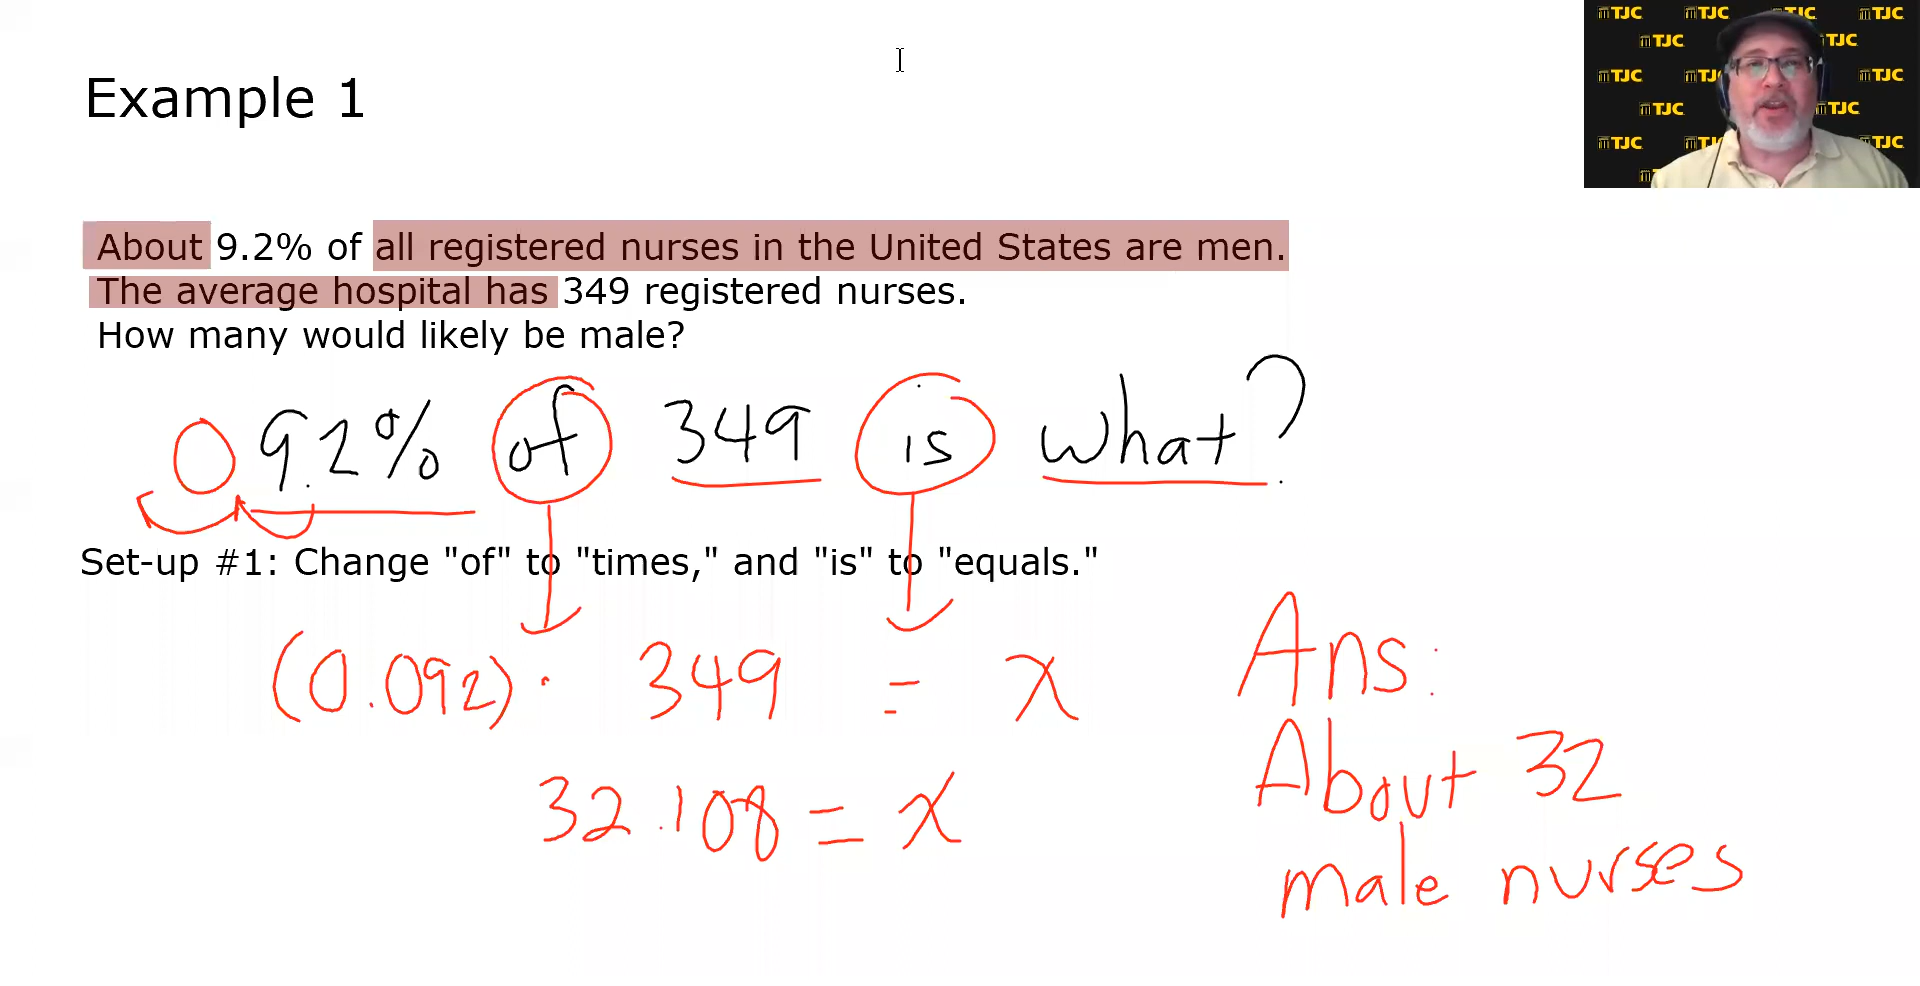 Example 1
TJC TJC TJC TJC
TJC TJC
TJC TJC TJC
TJC TJC
TJC TJC
About 9.2% of all registered nurses in the United States are men.
The average hospital has 349 registered nurses.
How many would likely be male?
9.2% of 349 is what?
Set-up #1: Change "of" to "times," and "is" to "equals."
(0.092) · 349 = x
32.108 = x
Ans:
About 32
male nurses